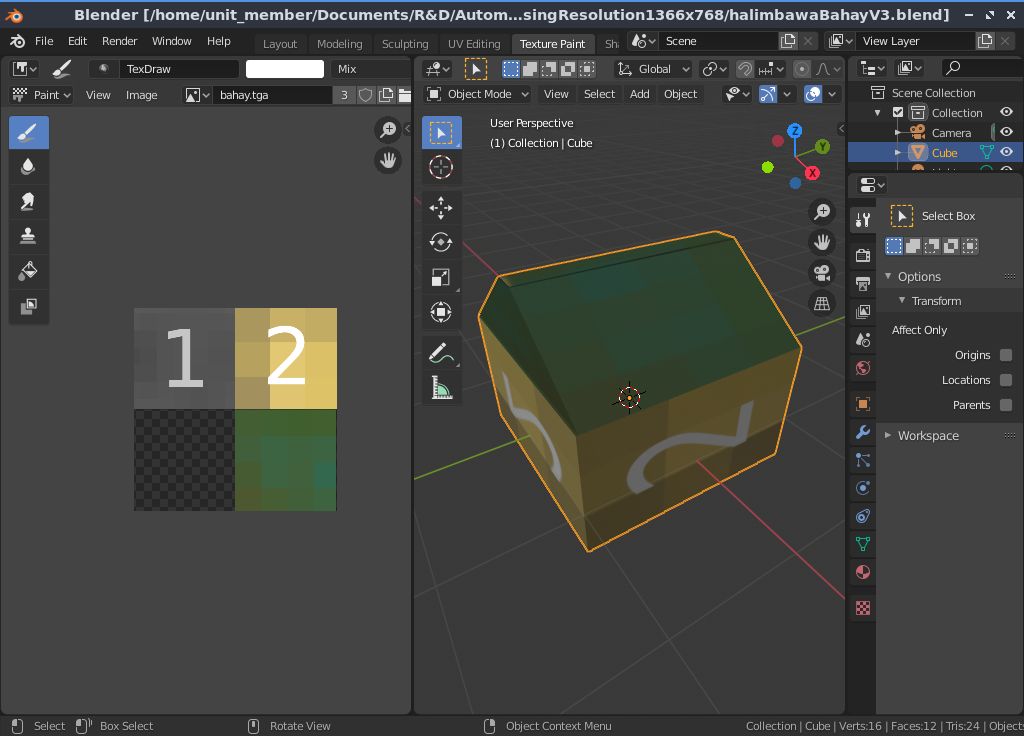 Blender [/home/unit_member/Documents/R&D/Autom...singResolution1366x768/halimbawaBahayV3.blend]
File Edit Render Window Help Layout Modeling Sculpting UV Editing Texture Paint Sh Scene View Layer
TexDraw Mix Global
Paint View Image bahay.tga 3 Object Mode View Select Add Object
Scene Collection
Collection
Camera
Cube
User Perspective
(1) Collection | Cube
Z
Y
X
Select Box
Options
Transform
Affect Only
Origins
Locations
Parents
Workspace
1 2
2
2
Select Box Select Rotate View Object Context Menu Collection | Cube | Verts:16 | Faces:12 | Tris:24 | Objects